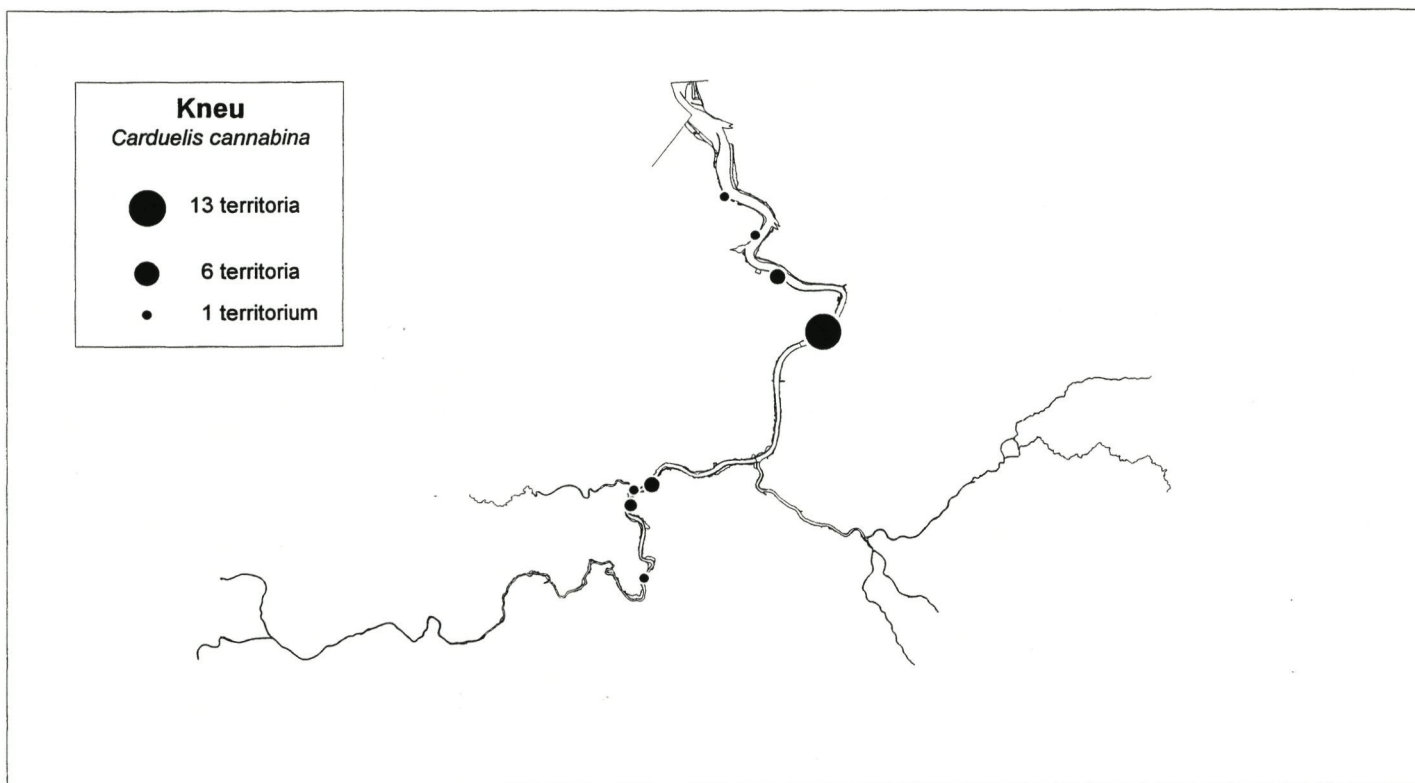 Kneu
Carduelis cannabina
13 territoria
6 territoria
1 territorium